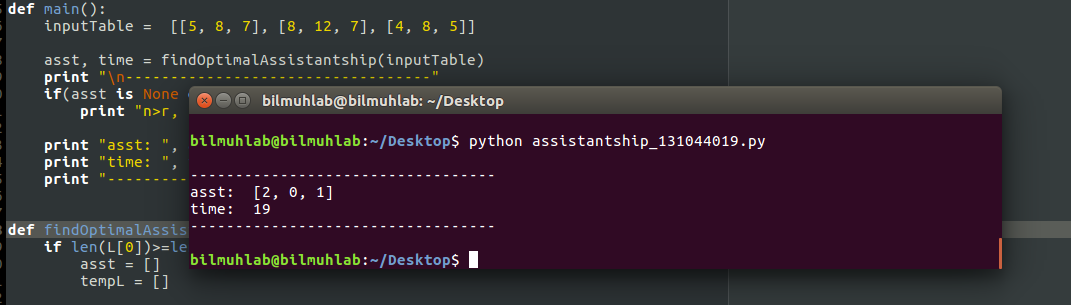 def main():
inputTable =  [[5, 8, 7], [8, 12, 7], [4, 8, 5]]
asst, time = findOptimalAssistantship(inputTable)
print "\n----------------------------------"
if(asst is None
print "n>r,
print "asst: ",
print "time: ",
print "---------
def findOptimalAssis
if len(L[0])>=le
asst = []
tempL = []
bilmuhlab@bilmuhlab: ~/Desktop
bilmuhlab@bilmuhlab:~/Desktop$ python assistantship_131044019.py
----------------------------------
asst:  [2, 0, 1]
time:  19
----------------------------------
bilmuhlab@bilmuhlab:~/Desktop$